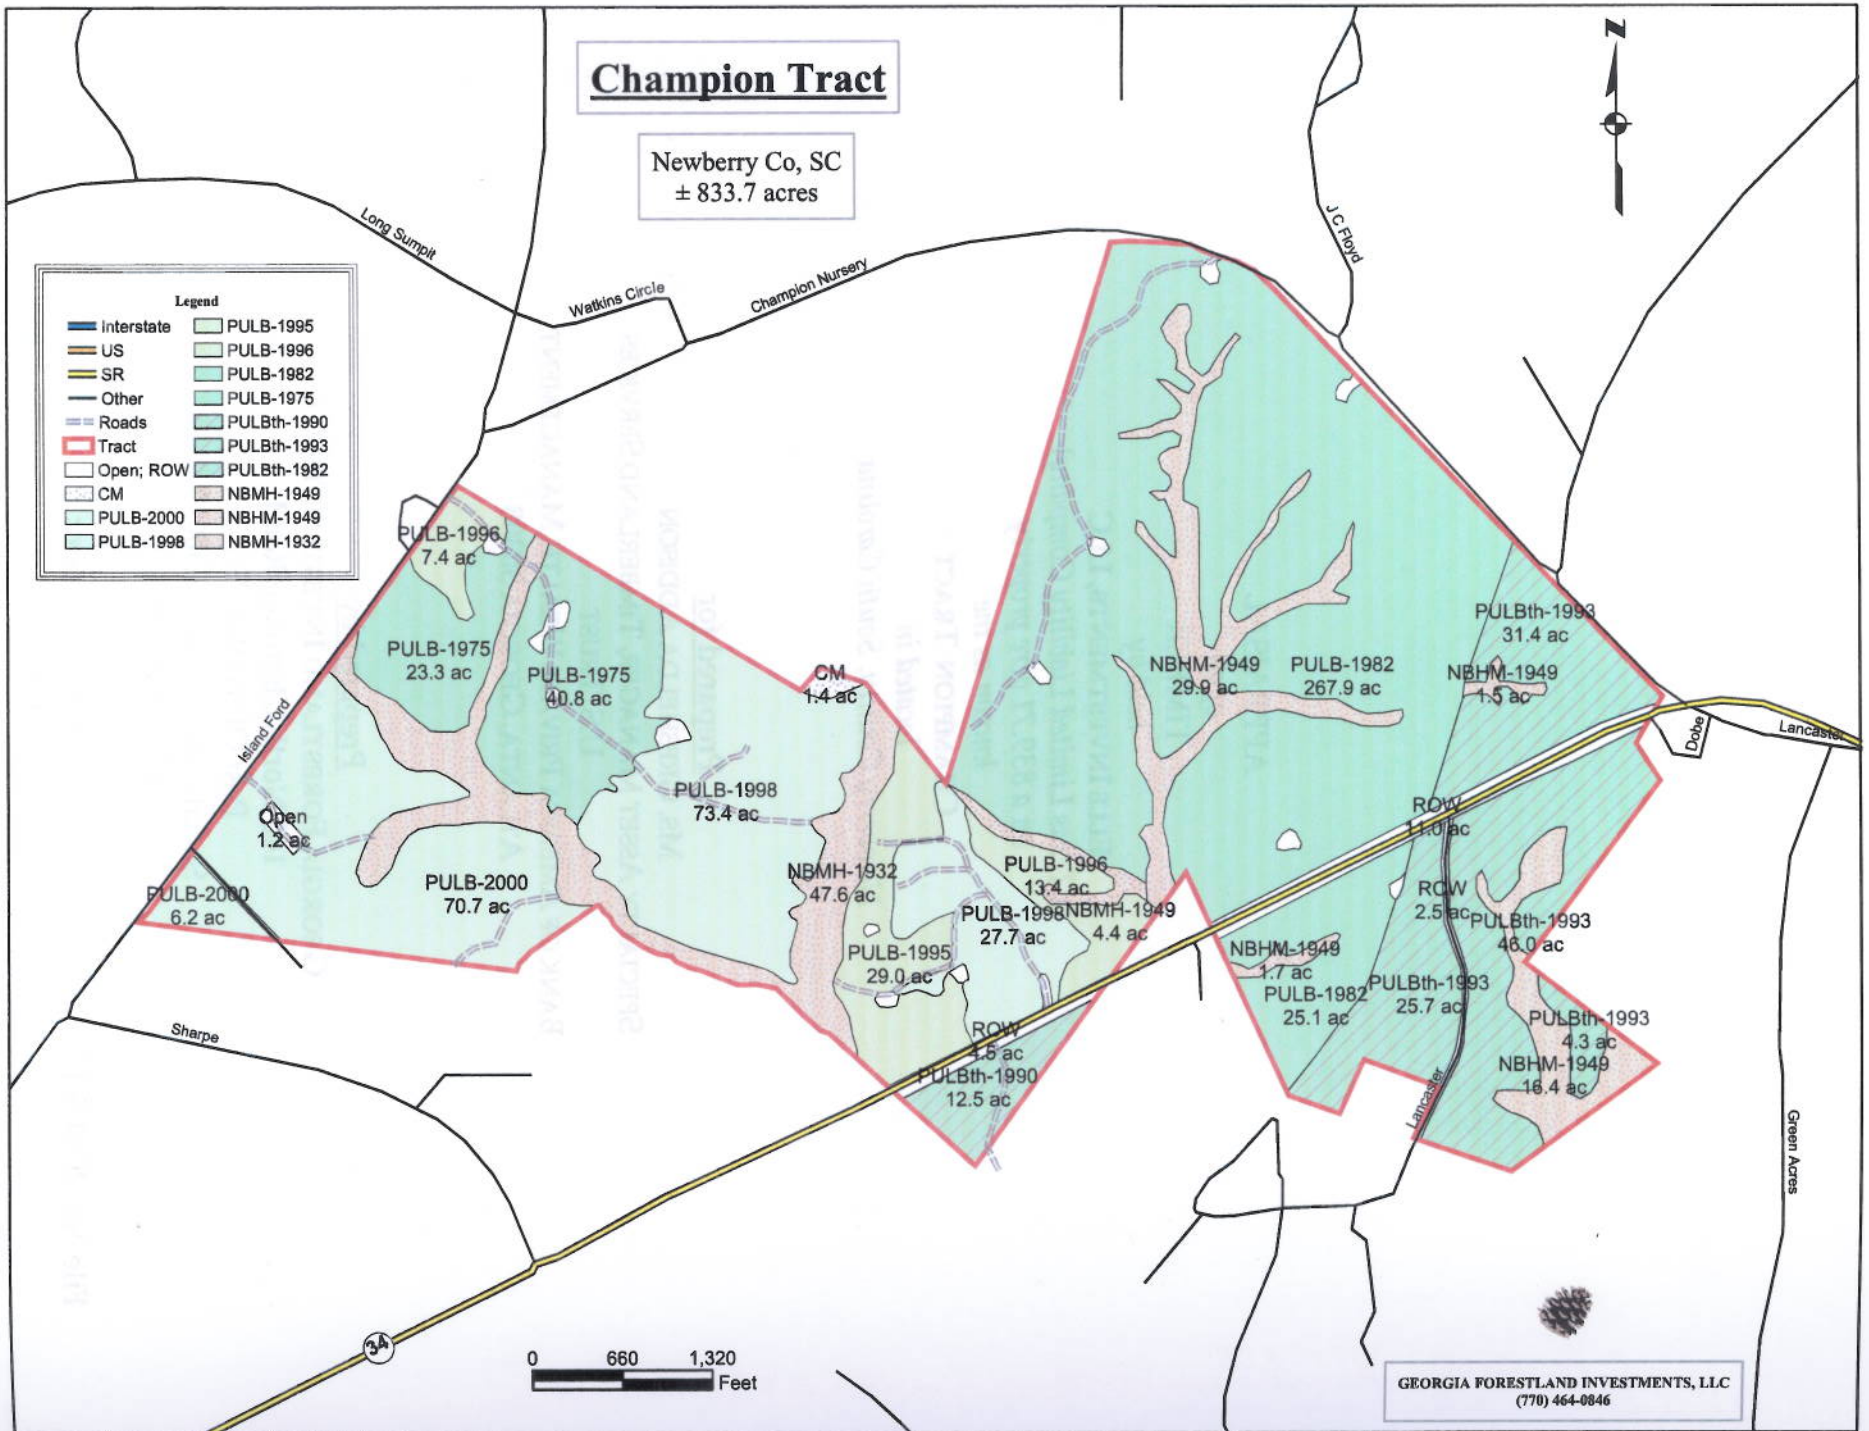 Champion Tract
Newberry Co, SC
± 833.7 acres
N
Long Sumpit
Watkins Circle
Champion Nursery
J C Floyd
Legend
Interstate
US
SR
Other
Roads
Tract
Open; ROW
CM
PULB-2000
PULB-1998
PULB-1995
PULB-1996
PULB-1982
PULB-1975
PULBth-1990
PULBth-1993
PULBth-1982
NBMH-1949
NBHM-1949
NBMH-1932
PULB-1996
7.4 ac
PULB-1975
23.3 ac
PULB-1975
40.8 ac
CM
1.4 ac
Island Ford
PULB-1998
73.4 ac
Open
1.2 ac
PULB-2000
6.2 ac
PULB-2000
70.7 ac
NBMH-1932
47.6 ac
PULB-1996
13.4 ac
PULB-1998
27.7 ac
NBMH-1949
4.4 ac
PULB-1995
29.0 ac
ROW
4.5 ac
PULBth-1990
12.5 ac
NBHM-1949
29.9 ac
PULB-1982
267.9 ac
PULBth-1993
31.4 ac
NBHM-1949
1.5 ac
Dobe
Lancaster
ROW
11.0 ac
ROW
2.5 ac
PULBth-1993
46.0 ac
NBHM-1949
1.7 ac
PULB-1982
25.1 ac
PULBth-1993
25.7 ac
PULBth-1993
4.3 ac
NBHM-1949
16.4 ac
Lancaster
Green Acres
Sharpe
34
0 660 1,320
Feet
GEORGIA FORESTLAND INVESTMENTS, LLC
(770) 464-0846